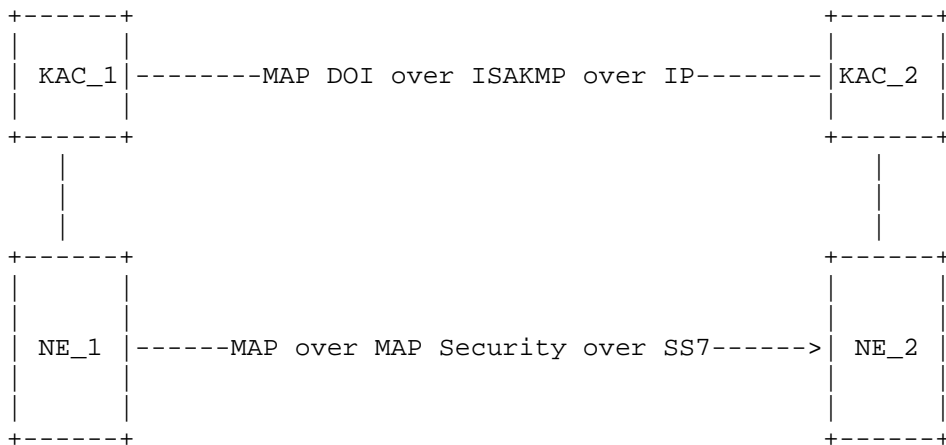 KAC_1 --------MAP DOI over ISAKMP over IP-------- KAC_2
NE_1 ------MAP over MAP Security over SS7------> NE_2